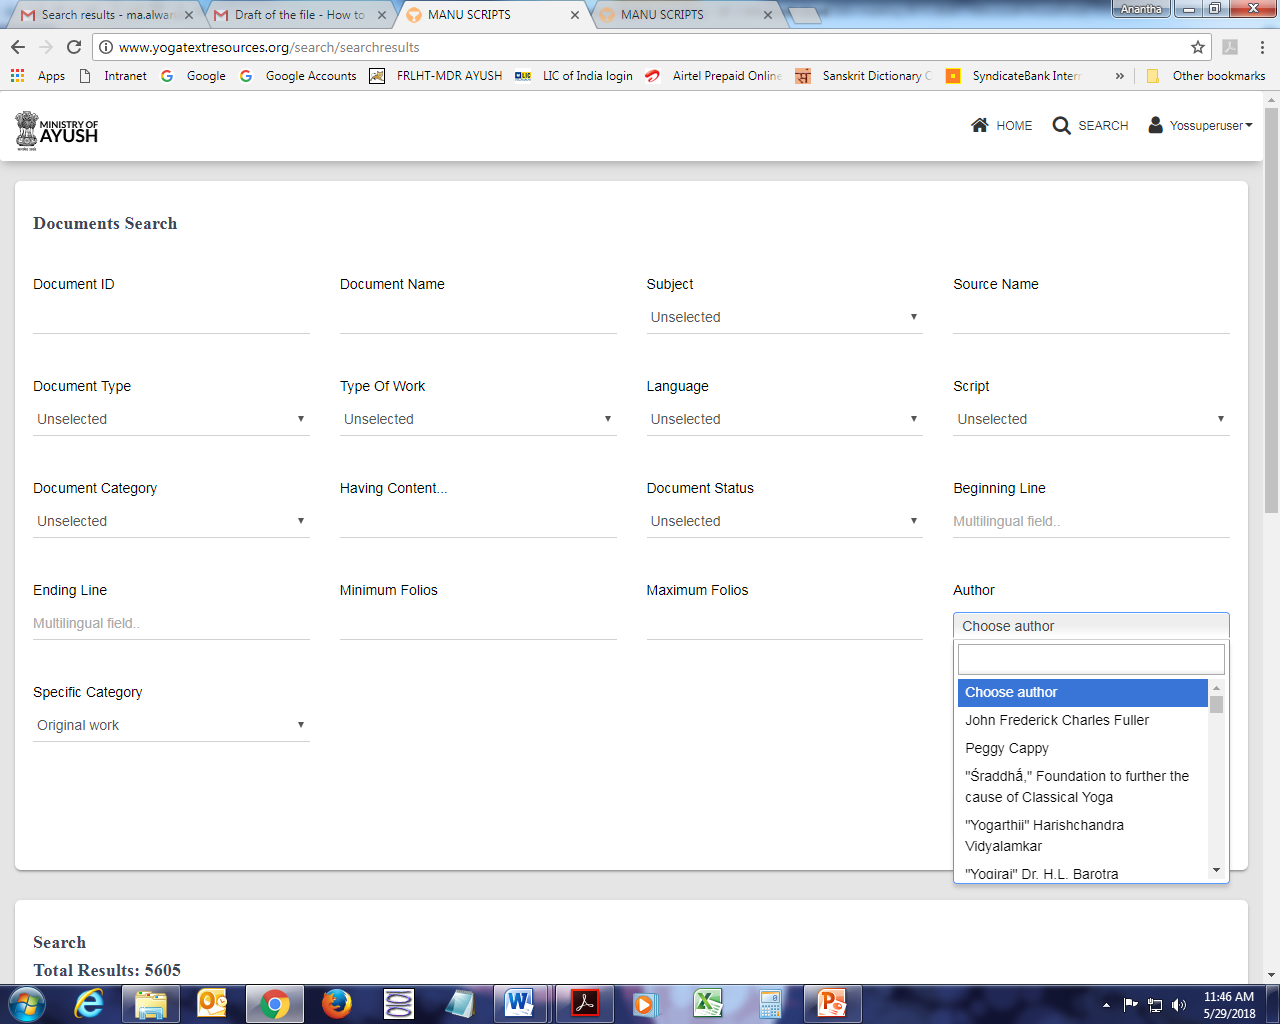 Search results - ma.alwar
Draft of the file - How to
MANU SCRIPTS
MANU SCRIPTS
Anantha
www.yogatextresources.org/search/searchresults
Apps
Intranet
Google
Google Accounts
FRLHT-MDR AYUSH
LIC of India login
Airtel Prepaid Online
Sanskrit Dictionary
SyndicateBank Inter
»
Other bookmarks
MINISTRY OF
AYUSH
HOME
SEARCH
Yossuperuser
Documents Search
Document ID
Document Name
Subject
Source Name
Unselected
Document Type
Type Of Work
Language
Script
Unselected
Unselected
Unselected
Unselected
Document Category
Having Content...
Document Status
Beginning Line
Unselected
Unselected
Multilingual field..
Ending Line
Minimum Folios
Maximum Folios
Author
Multilingual field..
Choose author
Choose author
John Frederick Charles Fuller
Peggy Cappy
"Śraddhā́," Foundation to further the
cause of Classical Yoga
"Yogarthii" Harishchandra
Vidyalamkar
"Yogiraj" Dr. H.L. Barotra
Specific Category
Original work
Search
Total Results: 5605
11:46 AM
5/29/2018